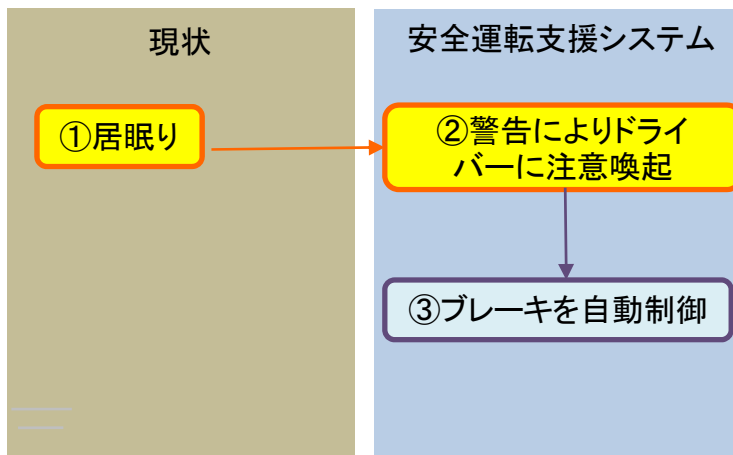 現状
安全運転支援システム
①居眠り
②警告によりドライ
バーに注意喚起
③ブレーキを自動制御